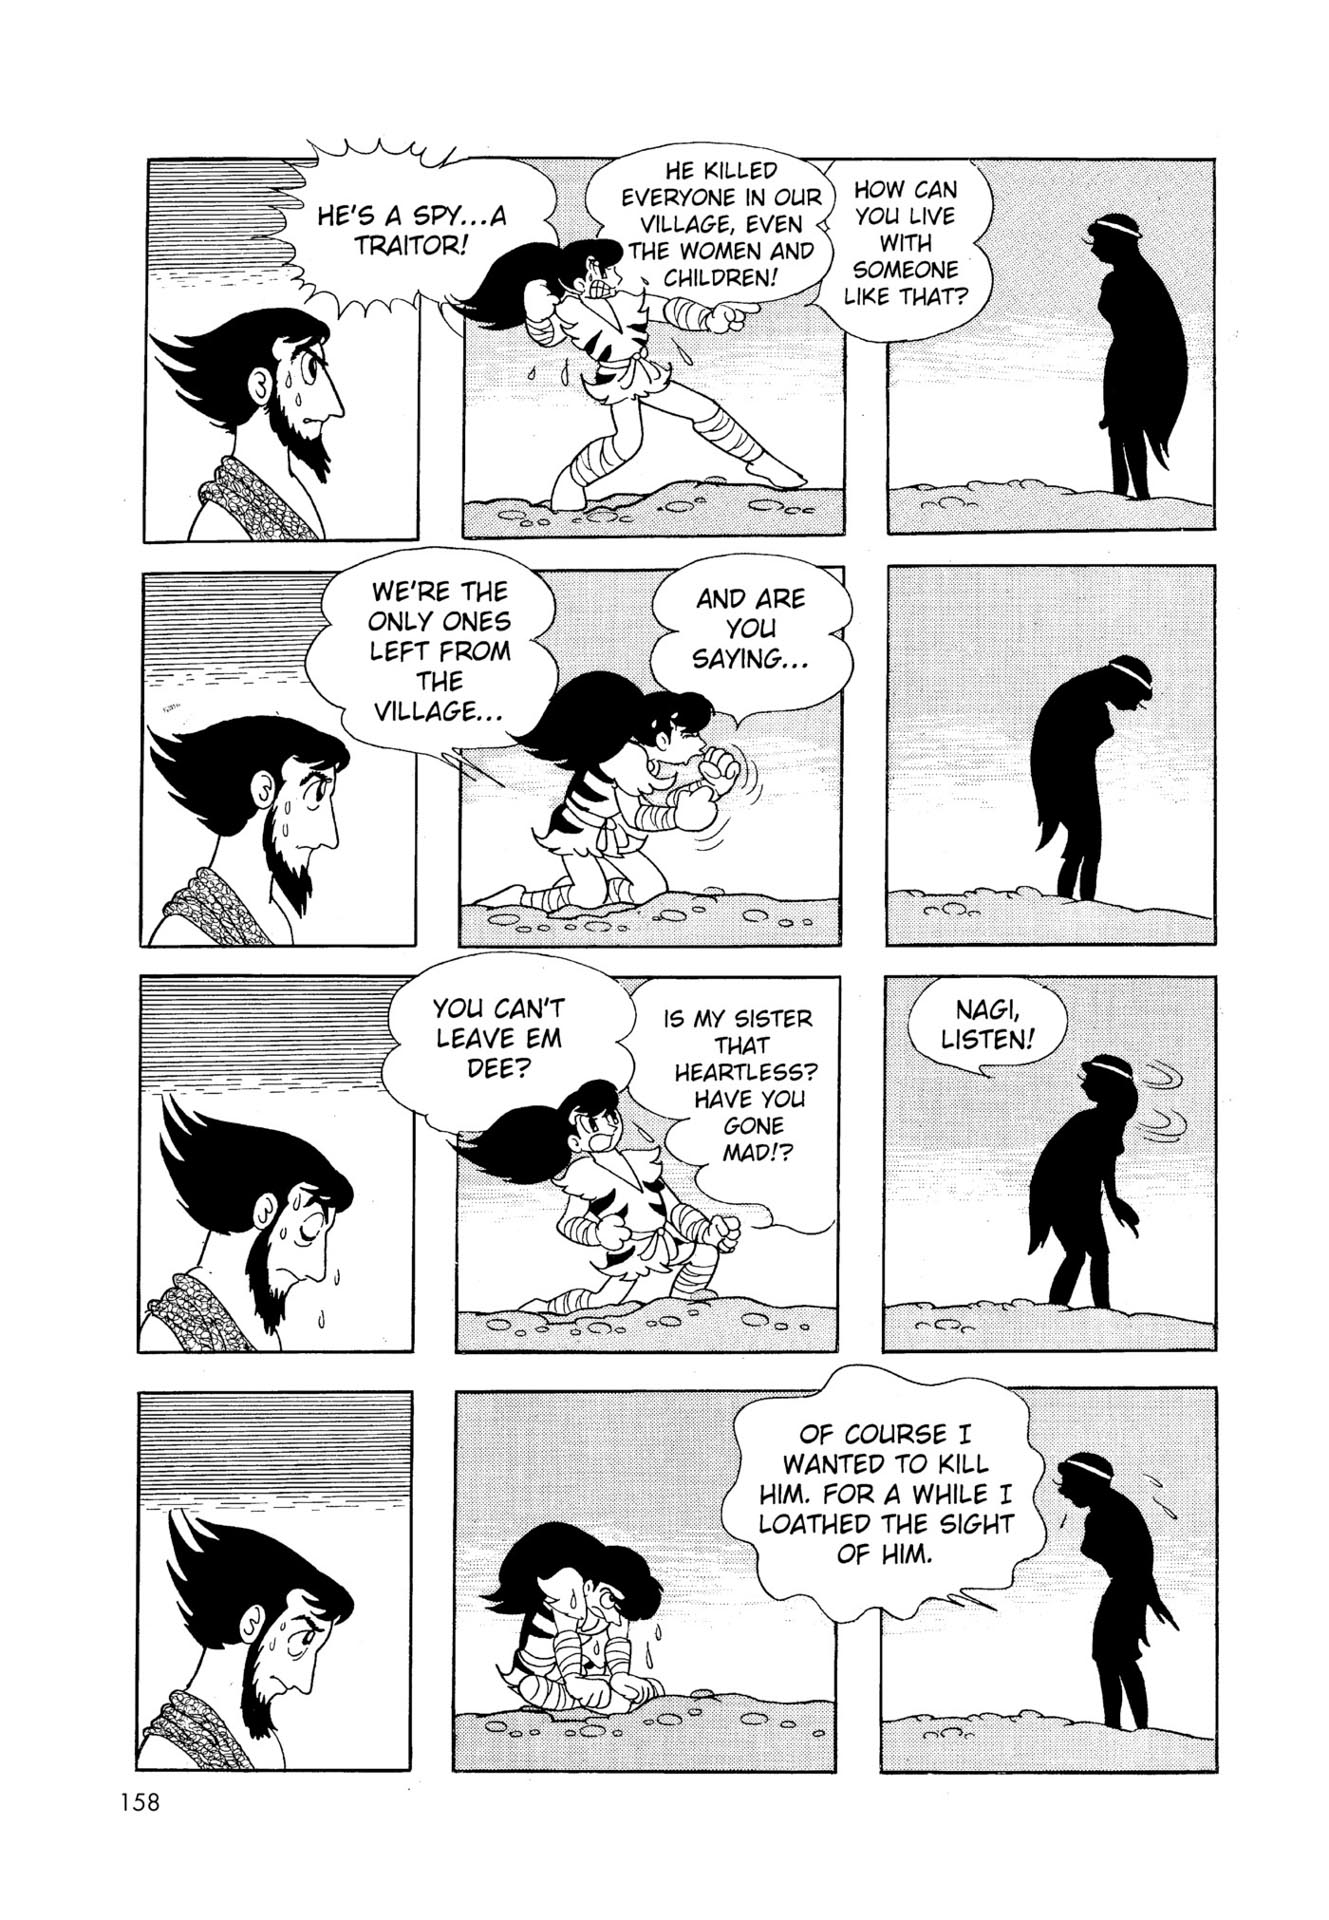 HE'S A SPY...A
TRAITOR!
HE KILLED
EVERYONE IN OUR
VILLAGE, EVEN
THE WOMEN AND
CHILDREN!
HOW CAN
YOU LIVE
WITH
SOMEONE
LIKE THAT?
WE'RE THE
ONLY ONES
LEFT FROM
THE
VILLAGE...
AND ARE
YOU
SAYING...
YOU CAN'T
LEAVE EM
DEE?
IS MY SISTER
THAT
HEARTLESS?
HAVE YOU
GONE
MAD!?
NAGI,
LISTEN!
OF COURSE I
WANTED TO KILL
HIM. FOR A WHILE I
LOATHED THE SIGHT
OF HIM.
158